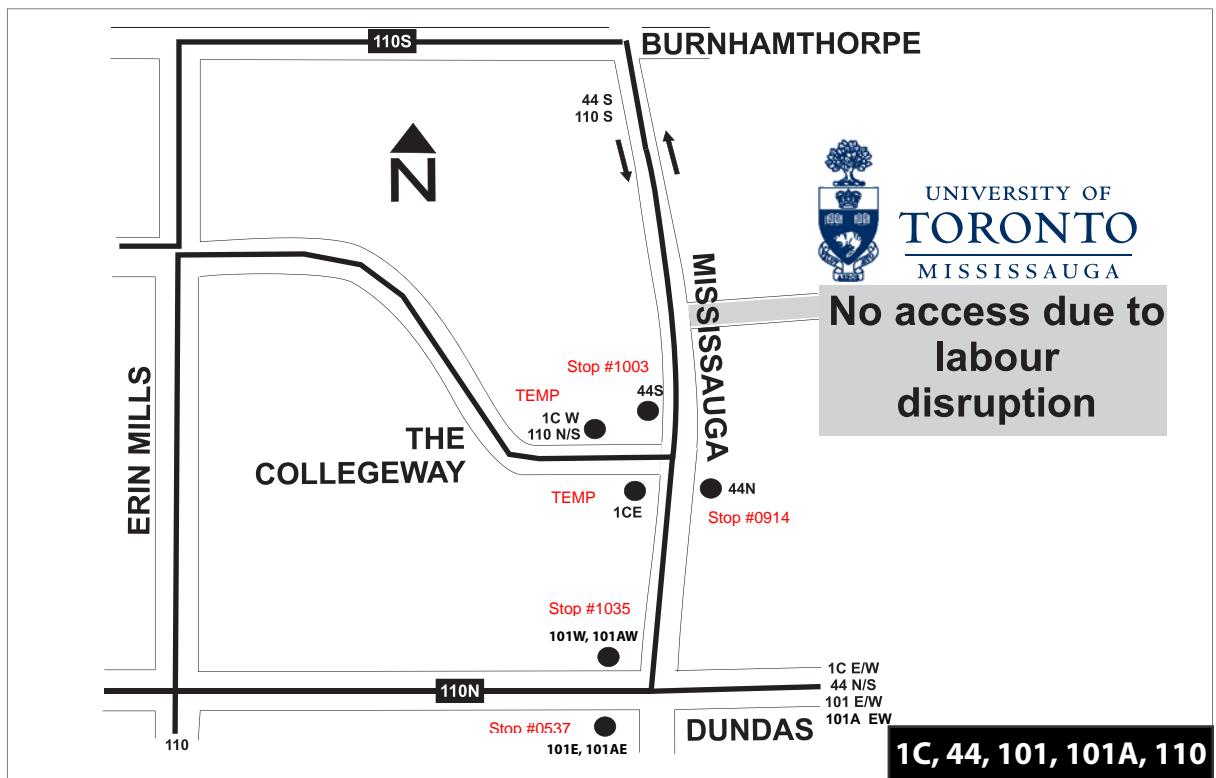 110S
BURNHAMTHORPE
44 S
110 S
N
UNIVERSITY OF
TORONTO
MISSISSAUGA
No access due to
labour
disruption
MISSISSAUGA
Stop #1003
TEMP
44S
1C W
110 N/S
THE
COLLEGEWAY
ERIN MILLS
TEMP
1CE
44N
Stop #0914
Stop #1035
101W, 101AW
110N
1C E/W
44 N/S
101 E/W
101A EW
DUNDAS
Stop #0537
101E, 101AE
110
1C, 44, 101, 101A, 110